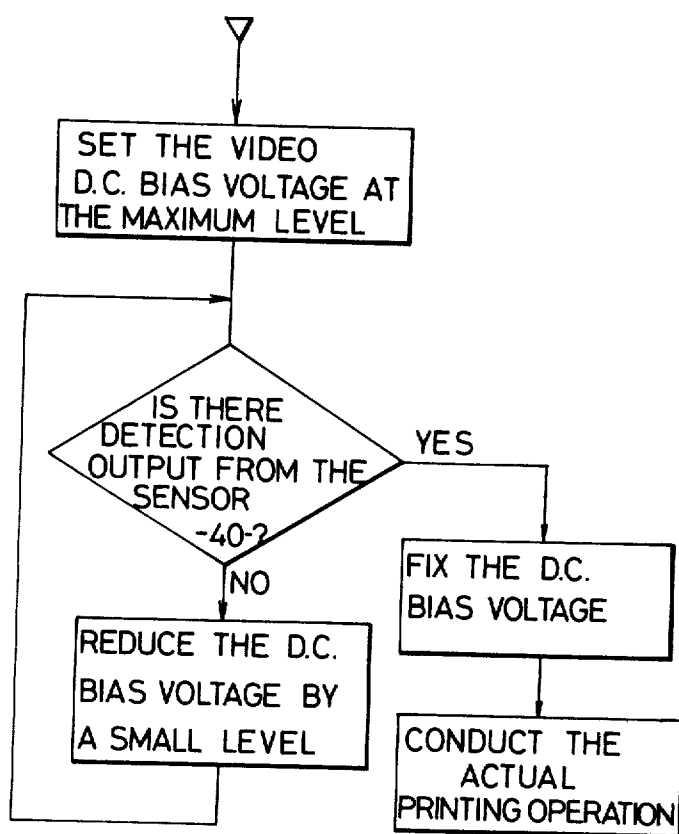 SET THE VIDEO
D.C. BIAS VOLTAGE AT
THE MAXIMUM LEVEL
IS THERE
DETECTION
OUTPUT FROM THE
SENSOR
-40-?
YES
NO
REDUCE THE D.C.
BIAS VOLTAGE BY
A SMALL LEVEL
FIX THE D.C.
BIAS VOLTAGE
CONDUCT THE
ACTUAL
PRINTING OPERATION